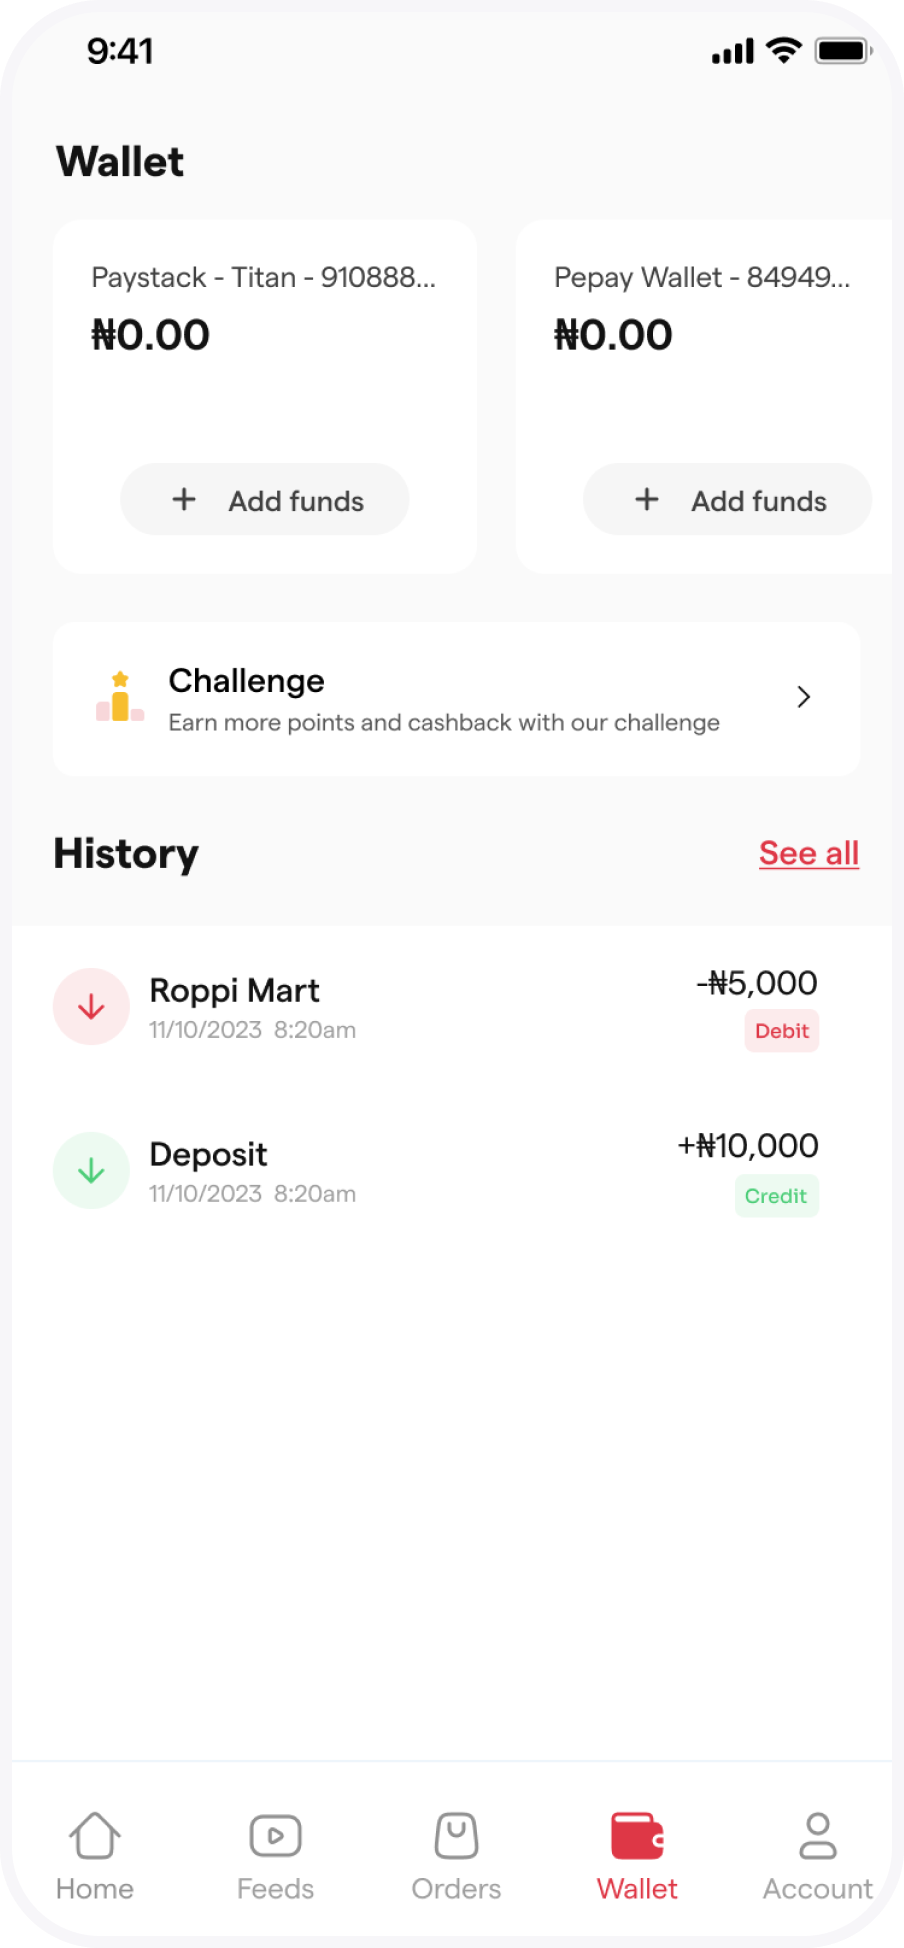 9:41
Wallet
Paystack - Titan - 910888...
₦0.00
+ Add funds
Pepay Wallet - 84949...
₦0.00
+ Add funds
Challenge
Earn more points and cashback with our challenge
History
See all
Roppi Mart
11/10/2023 8:20am
-₦5,000
Debit
Deposit
11/10/2023 8:20am
+₦10,000
Credit
Home
Feeds
Orders
Wallet
Account